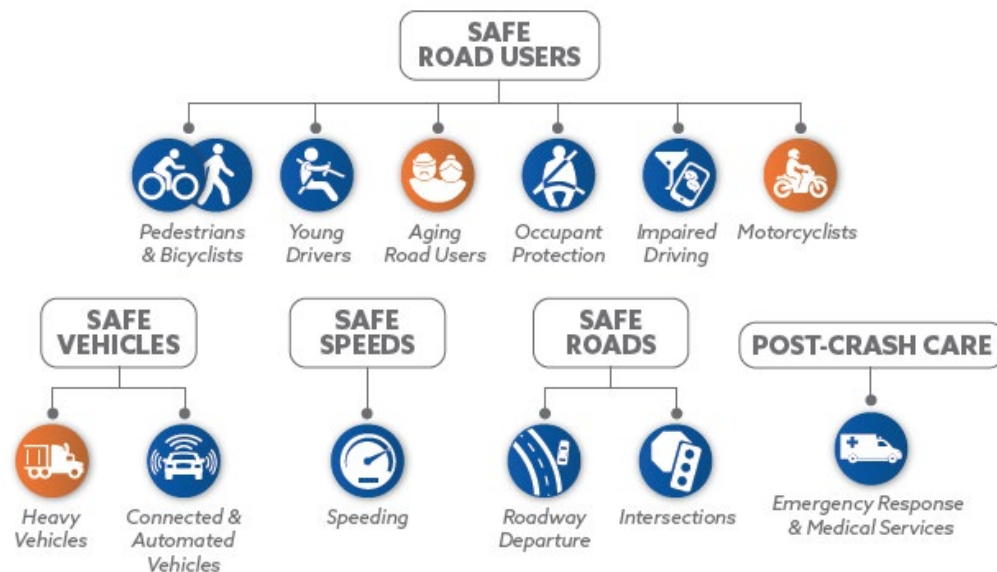 SAFE
ROAD USERS
Pedestrians
& Bicyclists
Young
Drivers
Aging
Road Users
Occupant
Protection
Impaired
Driving
Motorcyclists
SAFE
VEHICLES
SAFE
SPEEDS
SAFE
ROADS
POST-CRASH CARE
Heavy
Vehicles
Connected &
Automated
Vehicles
Speeding
Roadway
Departure
Intersections
Emergency Response
& Medical Services